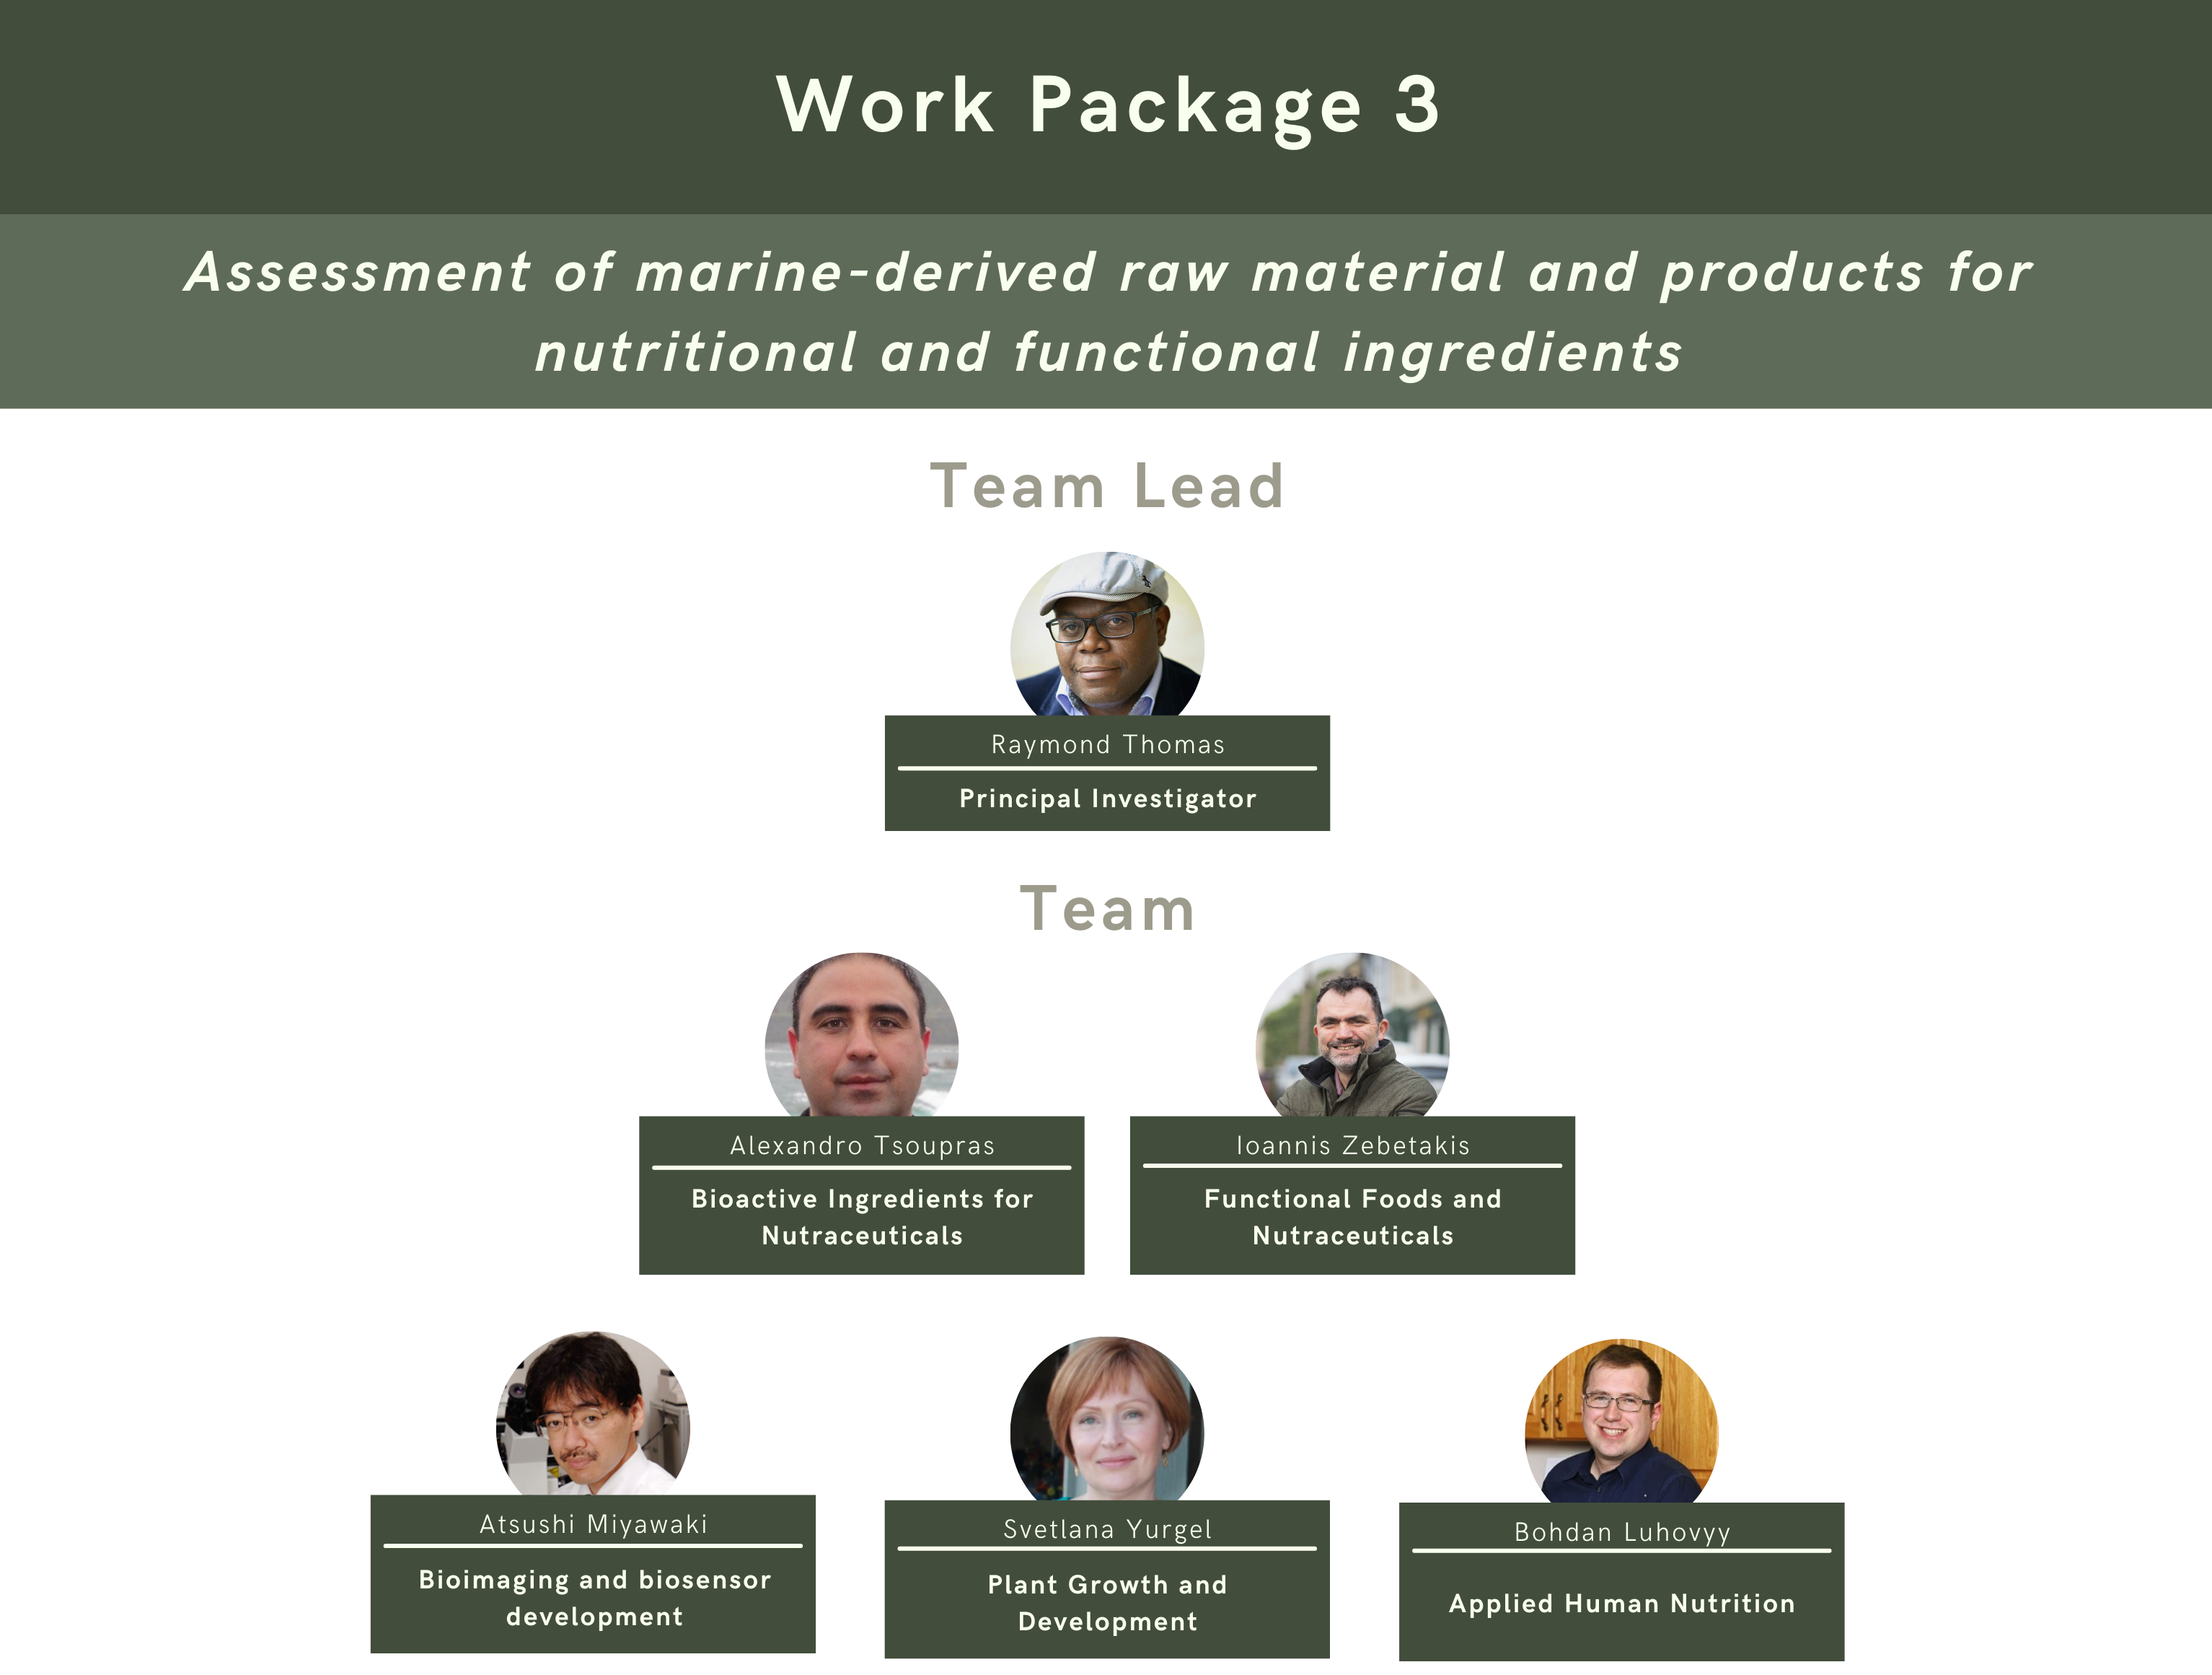 Work Package 3
Assessment of marine-derived raw material and products for
nutritional and functional ingredients
Team Lead
Raymond Thomas
Principal Investigator
Team
Alexandro Tsoupras
Bioactive Ingredients for
Nutraceuticals
Ioannis Zebetakis
Functional Foods and
Nutraceuticals
Atsushi Miyawaki
Bioimaging and biosensor
development
Svetlana Yurgel
Plant Growth and
Development
Bohdan Luhovyy
Applied Human Nutrition